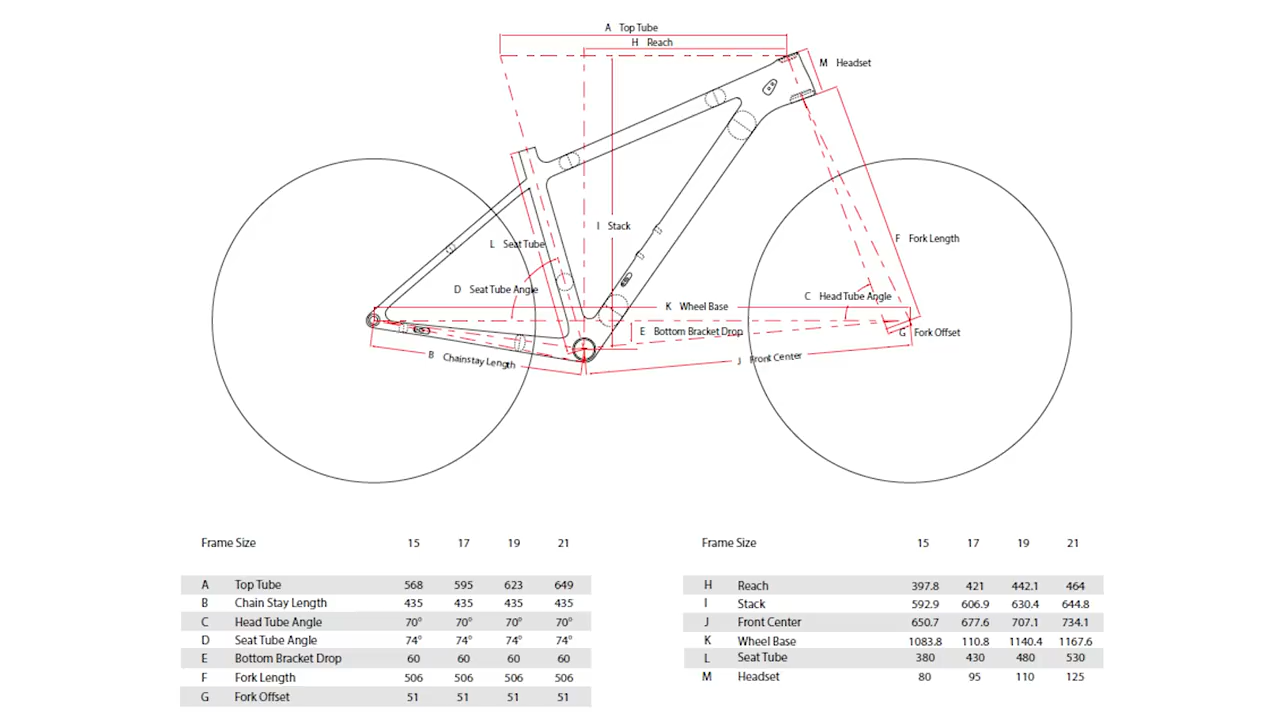 A Top Tube
H Reach
M Headset
I Stack
L Seat Tube
F Fork Length
D Seat Tube Angle
C Head Tube Angle
K Wheel Base
E Bottom Bracket Drop
G Fork Offset
B Chainstay Length
J Front Center
Frame Size 15 17 19 21
A Top Tube 568 595 623 649
B Chain Stay Length 435 435 435 435
C Head Tube Angle 70° 70° 70° 70°
D Seat Tube Angle 74° 74° 74° 74°
E Bottom Bracket Drop 60 60 60 60
F Fork Length 506 506 506 506
G Fork Offset 51 51 51 51
Frame Size 15 17 19 21
H Reach 397.8 421 442.1 464
I Stack 592.9 606.9 630.4 644.8
J Front Center 650.7 677.6 707.1 734.1
K Wheel Base 1083.8 110.8 1140.4 1167.6
L Seat Tube 380 430 480 530
M Headset 80 95 110 125